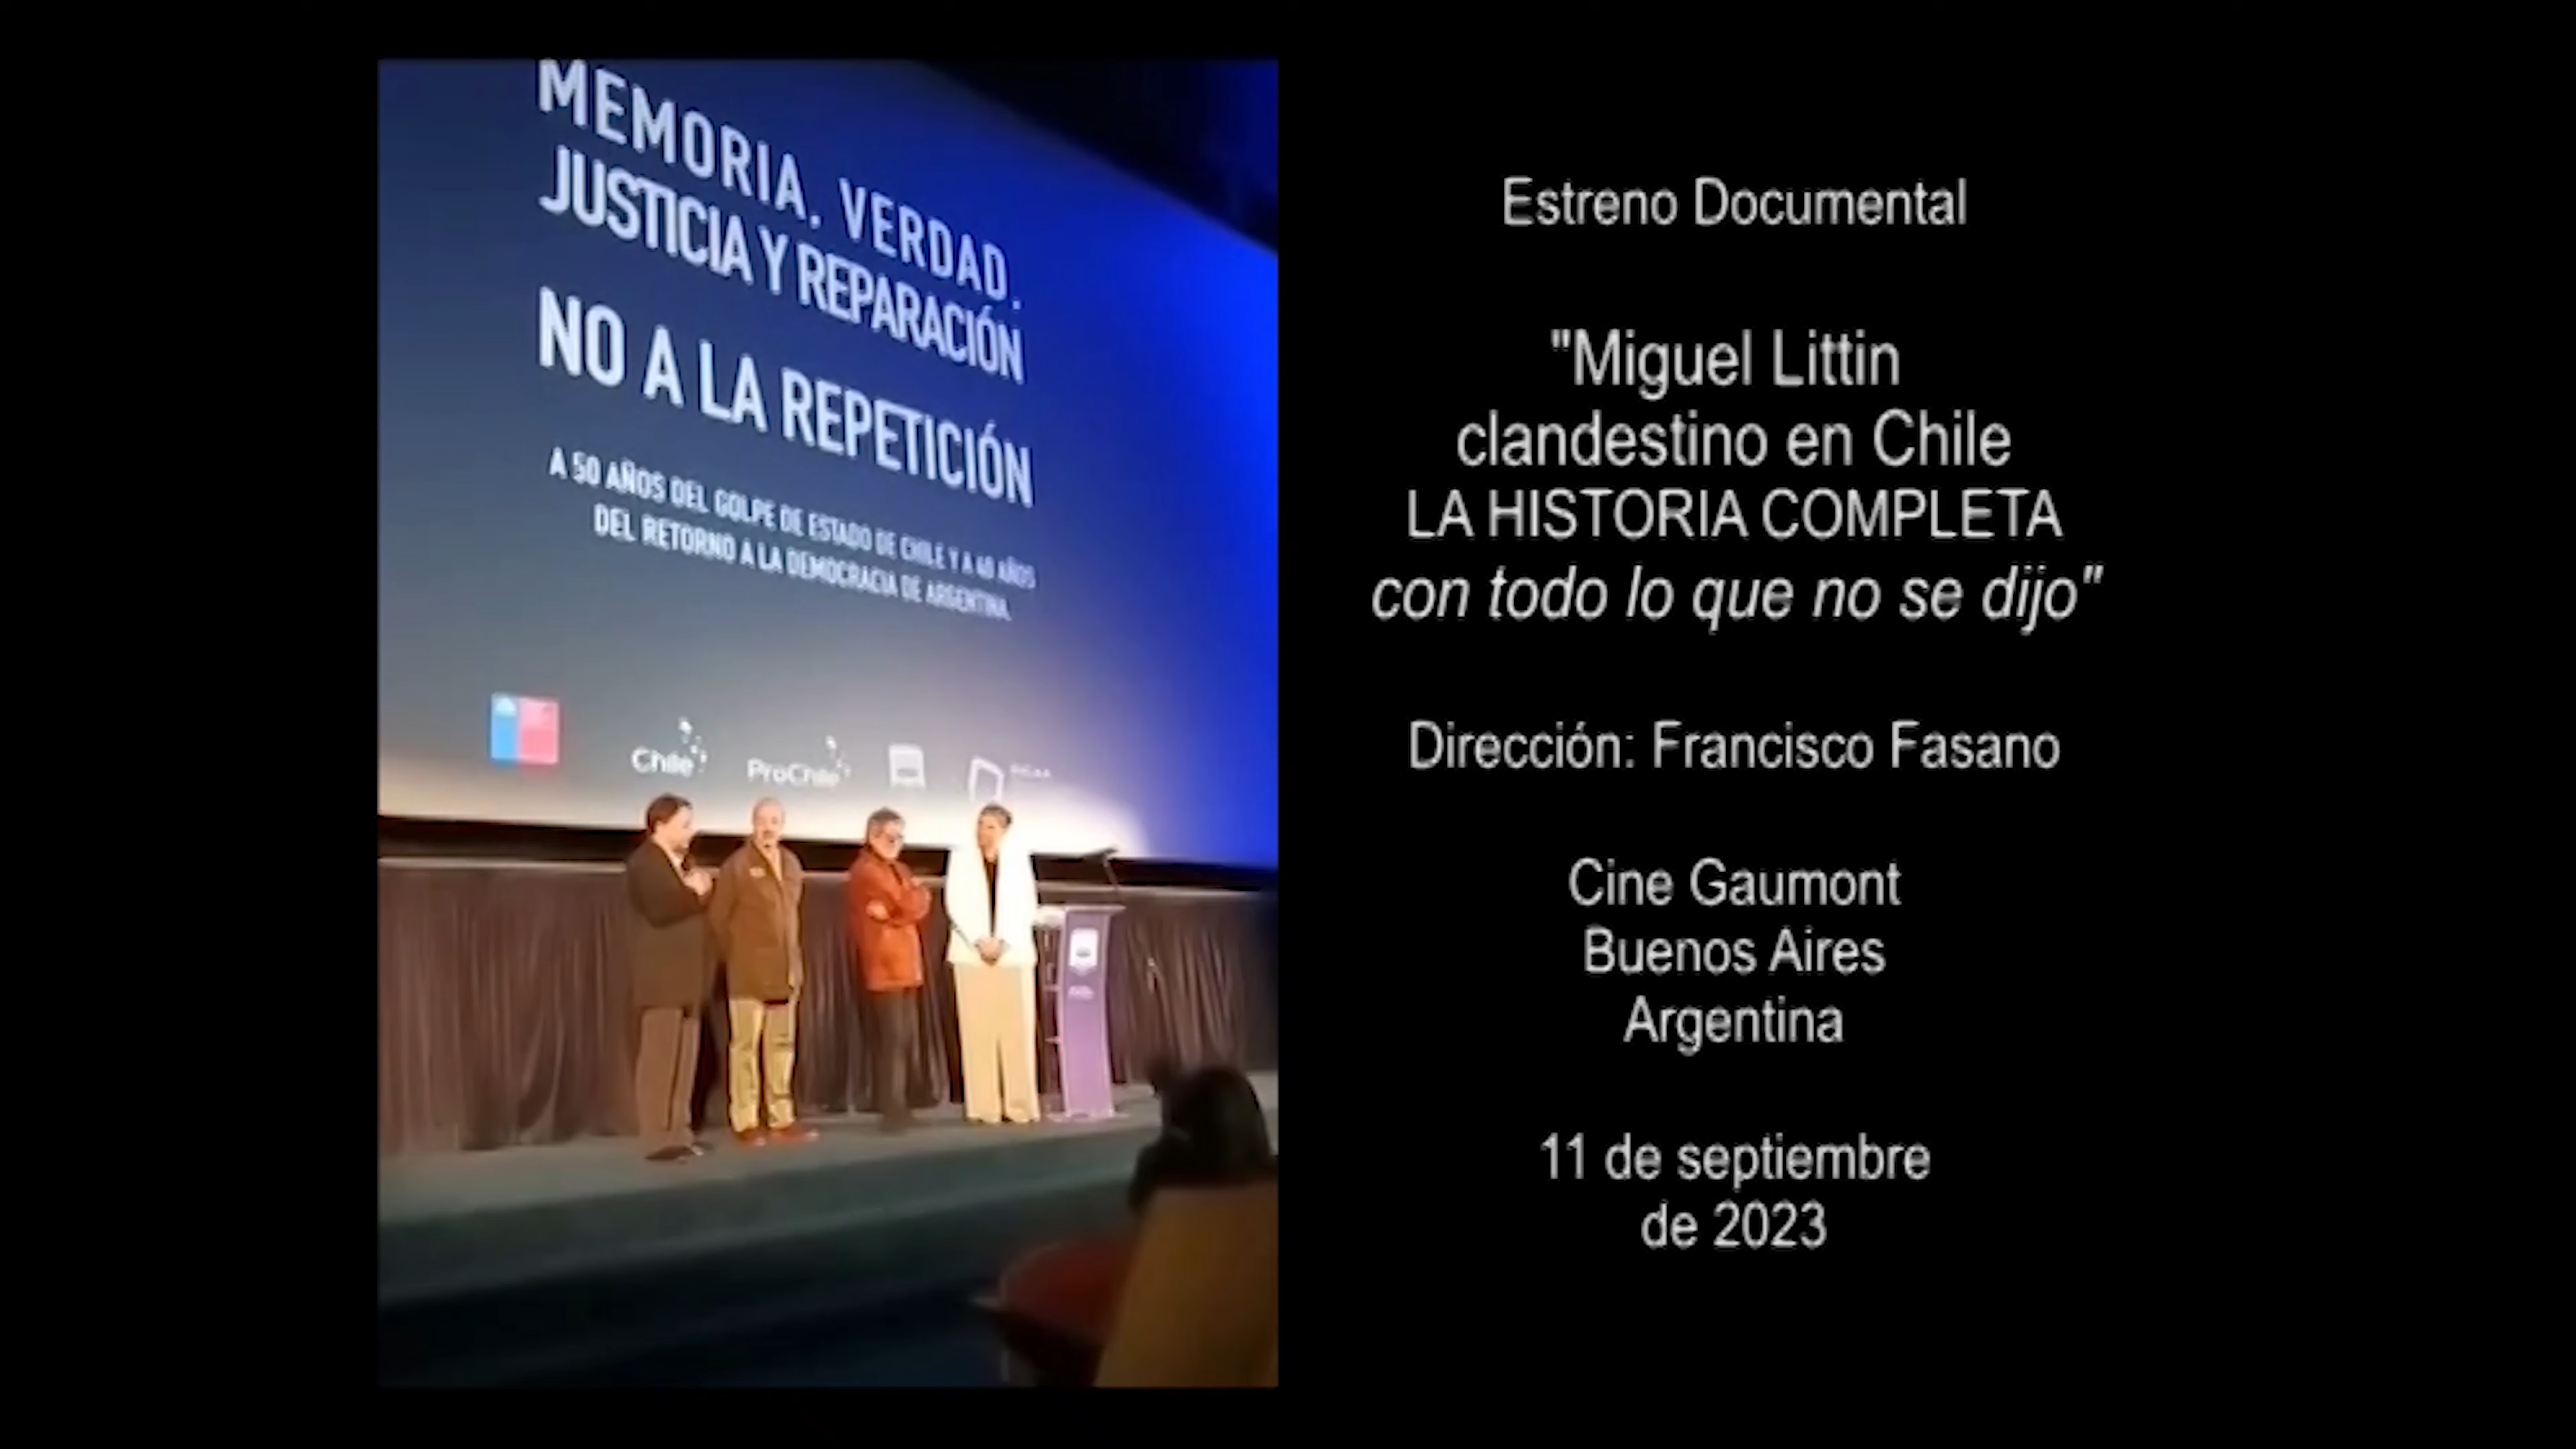 MEMORIA, VERDAD,
JUSTICIA Y REPARACIÓN
NO A LA REPETICIÓN
A 50 AÑOS DEL GOLPE DE ESTADO DE CHILE Y A 40 AÑOS
DEL RETORNO A LA DEMOCRACIA DE ARGENTINA.
Chile
ProChile
Estreno Documental
"Miguel Littin
clandestino en Chile
LA HISTORIA COMPLETA
con todo lo que no se dijo"
Dirección: Francisco Fasano
Cine Gaumont
Buenos Aires
Argentina
11 de septiembre
de 2023